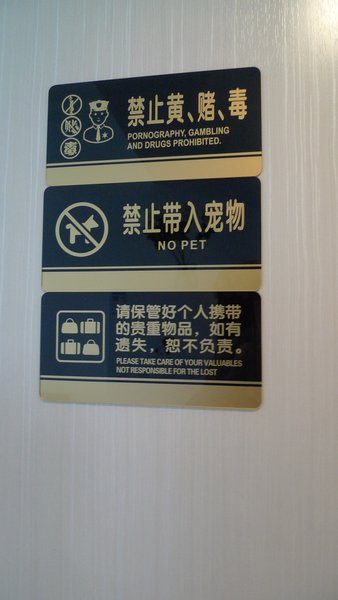 禁止黄、赌、毒
PORNOGRAPHY, GAMBLING
AND DRUGS PROHIBITED.
禁止带入宠物
NO PET
请保管好个人携带
的贵重物品，如有
遗失，恕不负责。
PLEASE TAKE CARE OF YOUR VALUABLES
NOT RESPONSIBLE FOR THE LOST